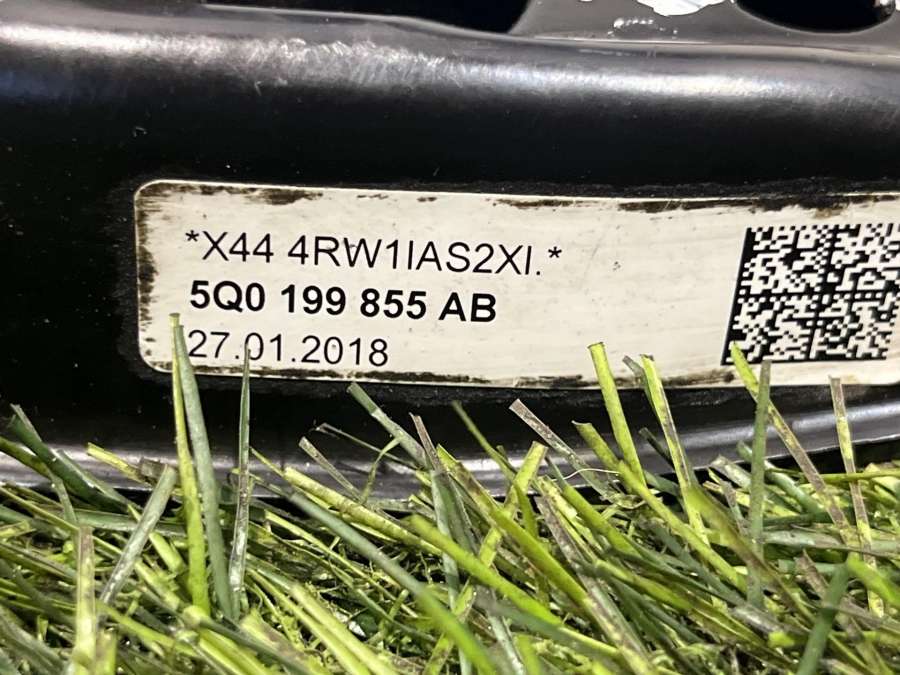 *X44 4RW1IAS2XI.*
5Q0 199 855 AB
27.01.2018